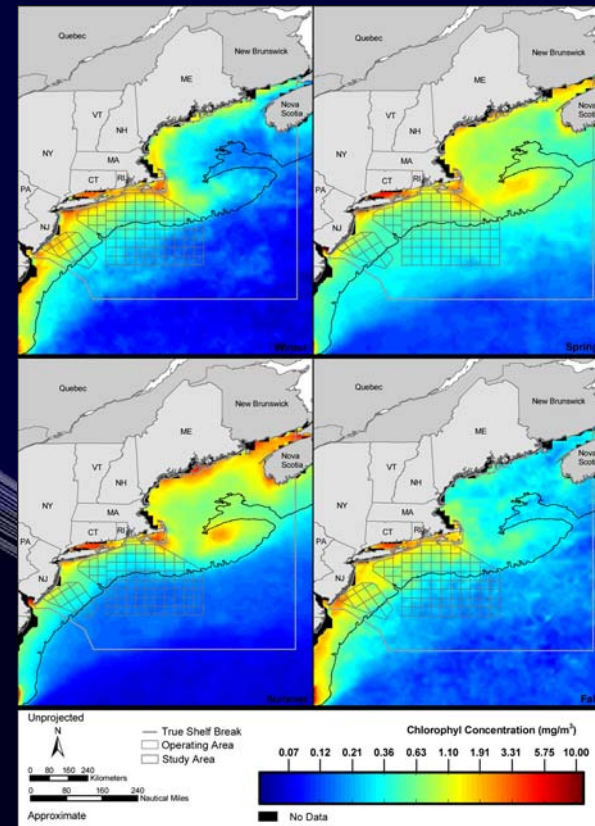 Quebec
New Brunswick
ME
Nova
Scotia
VT
NH
NY
MA
CT
RI
PA
NJ
Winter
Quebec
New Brunswick
ME
Nova
Scotia
VT
NH
NY
MA
CT
RI
PA
NJ
Spring
Quebec
New Brunswick
ME
Nova
Scotia
VT
NH
NY
MA
CT
RI
PA
NJ
Summer
Quebec
New Brunswick
ME
Nova
Scotia
VT
NH
NY
MA
CT
RI
PA
NJ
Fall
Unprojected
N
0 80 160 240
Kilometers
0 80 160 240
Nautical Miles
Approximate
True Shelf Break
Operating Area
Study Area
Chlorophyl Concentration (mg/m³)
0.07 0.12 0.21 0.36 0.63 1.10 1.91 3.31 5.75 10.00
No Data